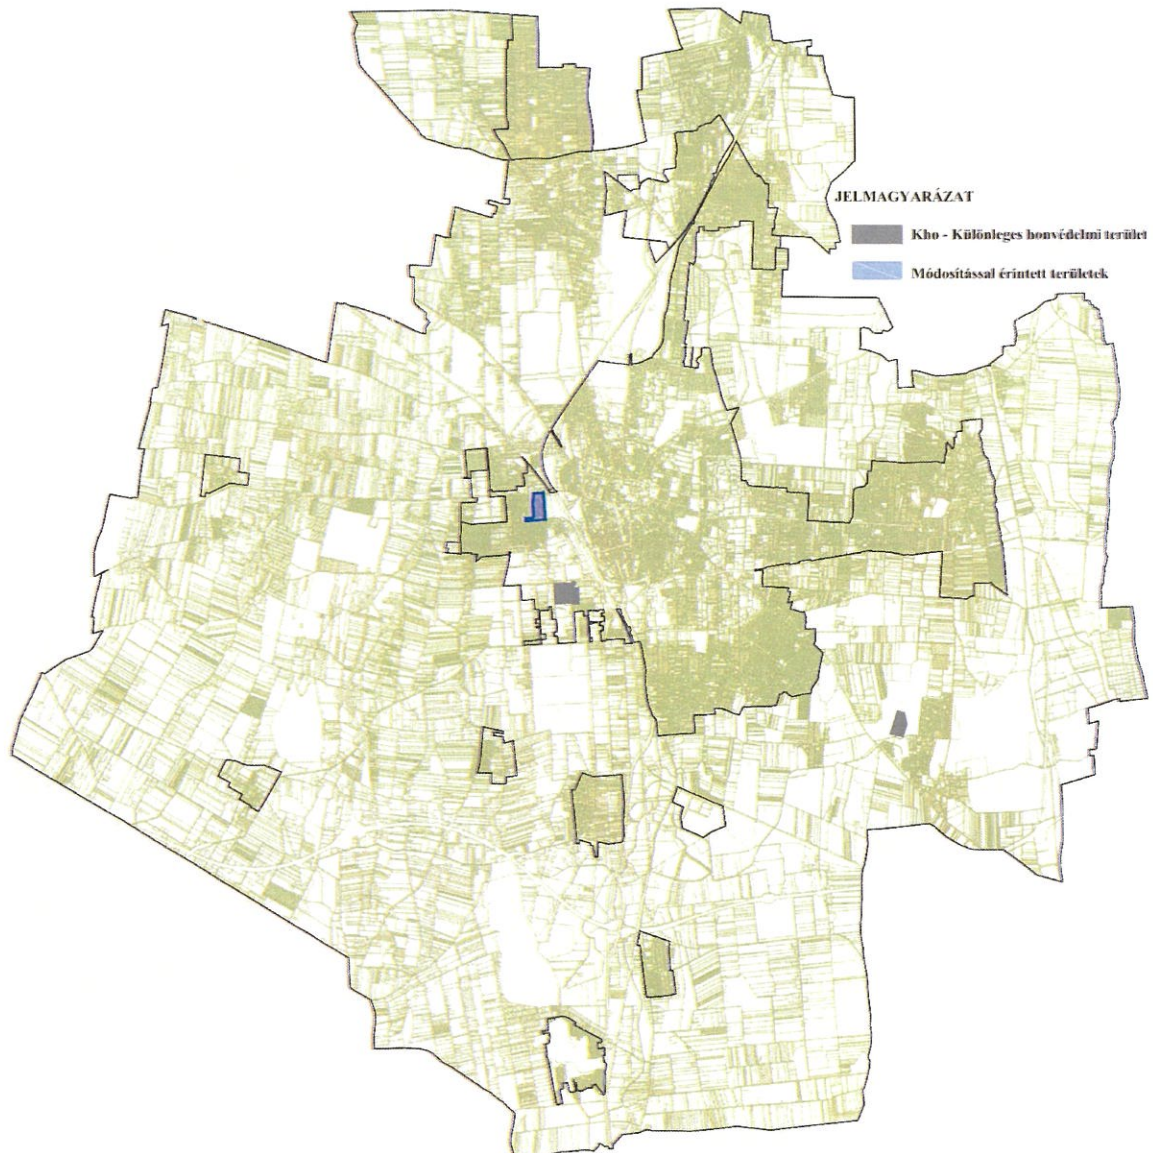 JELMAGYARÁZAT
Kho - Különleges honvédelmi terület
Módosítással érintett területek